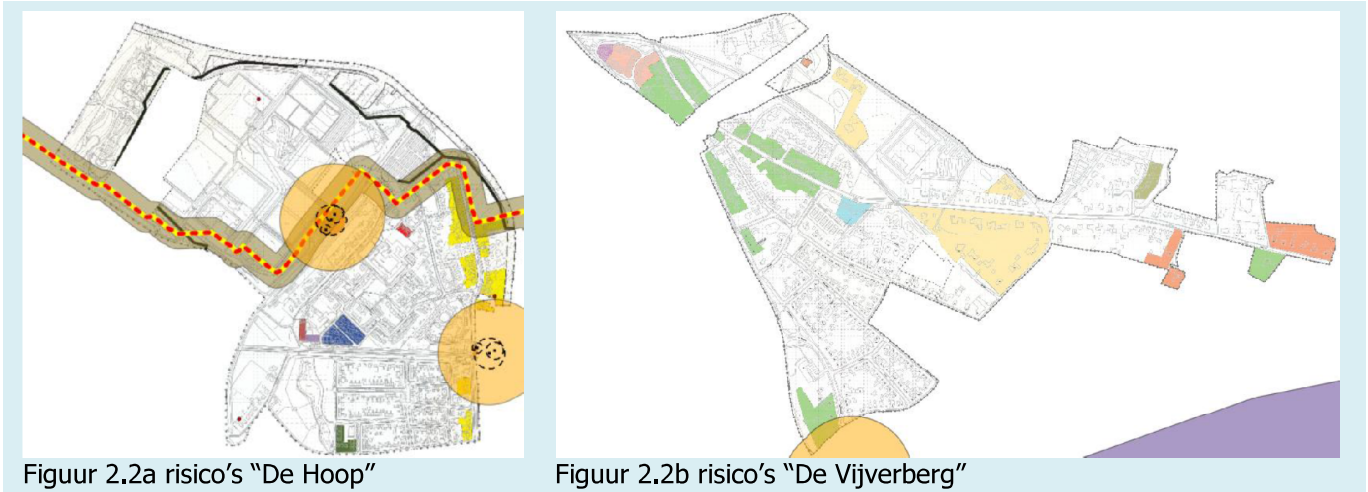 Figuur 2.2a risico's “De Hoop”
Figuur 2.2b risico's “De Vijverberg”